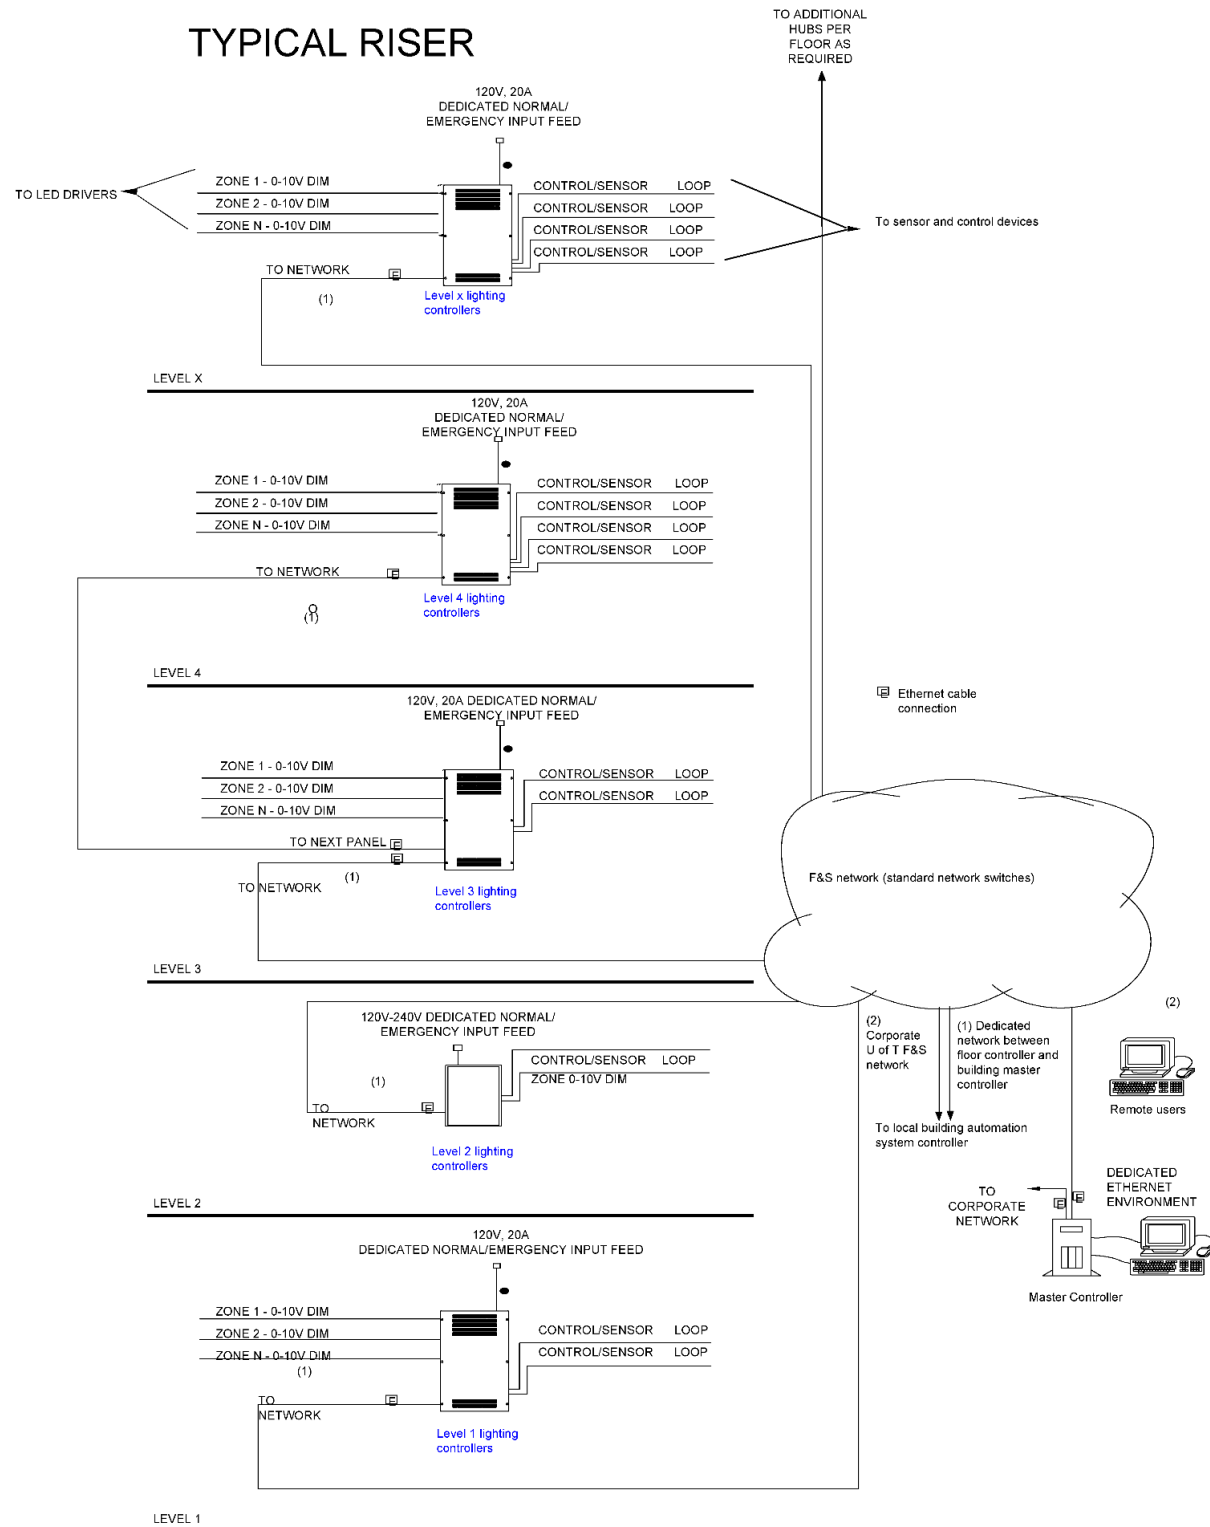 TYPICAL RISER
TO ADDITIONAL
HUBS PER
FLOOR AS
REQUIRED
120V, 20A
DEDICATED NORMAL/
EMERGENCY INPUT FEED
TO LED DRIVERS
ZONE 1 - 0-10V DIM
ZONE 2 - 0-10V DIM
ZONE N - 0-10V DIM
CONTROL/SENSOR LOOP
CONTROL/SENSOR LOOP
CONTROL/SENSOR LOOP
CONTROL/SENSOR LOOP
To sensor and control devices
TO NETWORK E
(1)
Level x lighting
controllers
LEVEL X
120V, 20A
DEDICATED NORMAL/
EMERGENCY INPUT FEED
ZONE 1 - 0-10V DIM
ZONE 2 - 0-10V DIM
ZONE N - 0-10V DIM
CONTROL/SENSOR LOOP
CONTROL/SENSOR LOOP
CONTROL/SENSOR LOOP
CONTROL/SENSOR LOOP
TO NETWORK E
(1)
Level 4 lighting
controllers
LEVEL 4
E Ethernet cable
connection
120V, 20A DEDICATED NORMAL/
EMERGENCY INPUT FEED
ZONE 1 - 0-10V DIM
ZONE 2 - 0-10V DIM
ZONE N - 0-10V DIM
CONTROL/SENSOR LOOP
CONTROL/SENSOR LOOP
TO NEXT PANEL E
E
(1)
TO NETWORK
Level 3 lighting
controllers
F&S network (standard network switches)
LEVEL 3
120V-240V DEDICATED NORMAL/
EMERGENCY INPUT FEED
CONTROL/SENSOR LOOP
ZONE 0-10V DIM
(1)
TO
NETWORK
E
Level 2 lighting
controllers
(2)
Corporate
U of T F&S
network
(1) Dedicated
network between
floor controller and
building master
controller
(2)
Remote users
To local building automation
system controller
LEVEL 2
TO
CORPORATE
NETWORK
E E
DEDICATED
ETHERNET
ENVIRONMENT
Master Controller
120V, 20A
DEDICATED NORMAL/EMERGENCY INPUT FEED
ZONE 1 - 0-10V DIM
ZONE 2 - 0-10V DIM
ZONE N - 0-10V DIM
(1)
CONTROL/SENSOR LOOP
CONTROL/SENSOR LOOP
TO
NETWORK
E
Level 1 lighting
controllers
LEVEL 1